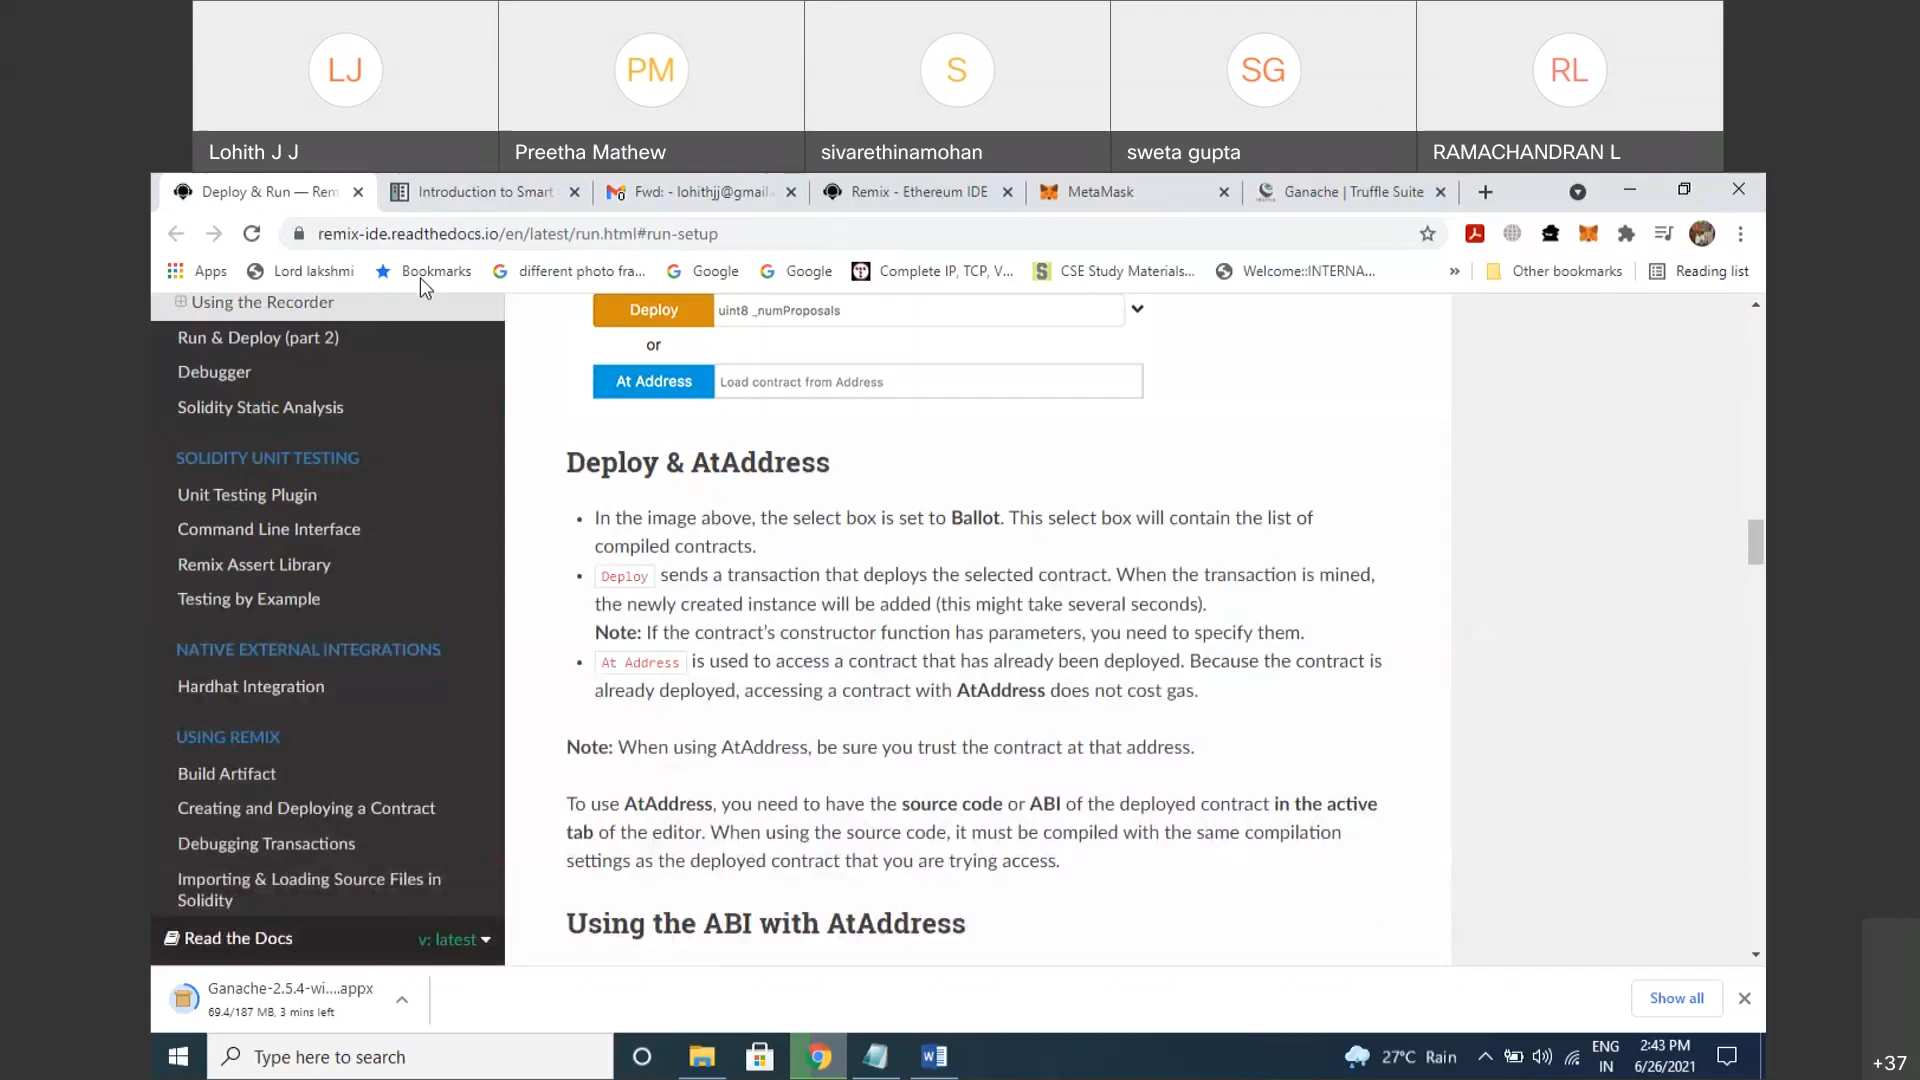 LJ
PM
S
SG
RL
Lohith J J
Preetha Mathew
sivarethinamohan
sweta gupta
RAMACHANDRAN L
Deploy & Run — Rem
Introduction to Smart
Fwd: - lohithjj@gmail.
Remix - Ethereum IDE
MetaMask
Ganache | Truffle Suite
remix-ide.readthedocs.io/en/latest/run.html#run-setup
Apps
Lord lakshmi
Bookmarks
different photo fra...
Google
Google
Complete IP, TCP, V...
CSE Study Materials...
Welcome::INTERNA...
Other bookmarks
Reading list
Using the Recorder
Run & Deploy (part 2)
Debugger
Solidity Static Analysis
SOLIDITY UNIT TESTING
Unit Testing Plugin
Command Line Interface
Remix Assert Library
Testing by Example
NATIVE EXTERNAL INTEGRATIONS
Hardhat Integration
USING REMIX
Build Artifact
Creating and Deploying a Contract
Debugging Transactions
Importing & Loading Source Files in
Solidity
Read the Docs
v: latest
Deploy
uint8 _numProposals
or
At Address
Load contract from Address
Deploy & AtAddress
• In the image above, the select box is set to Ballot. This select box will contain the list of
compiled contracts.
• Deploy sends a transaction that deploys the selected contract. When the transaction is mined,
the newly created instance will be added (this might take several seconds).
Note: If the contract's constructor function has parameters, you need to specify them.
• At Address is used to access a contract that has already been deployed. Because the contract is
already deployed, accessing a contract with AtAddress does not cost gas.
Note: When using AtAddress, be sure you trust the contract at that address.
To use AtAddress, you need to have the source code or ABI of the deployed contract in the active
tab of the editor. When using the source code, it must be compiled with the same compilation
settings as the deployed contract that you are trying access.
Using the ABI with AtAddress
Ganache-2.5.4-wi....appx
69.4/187 MB, 3 mins left
Show all
Type here to search
27°C Rain
ENG
IN
2:43 PM
6/26/2021
+37